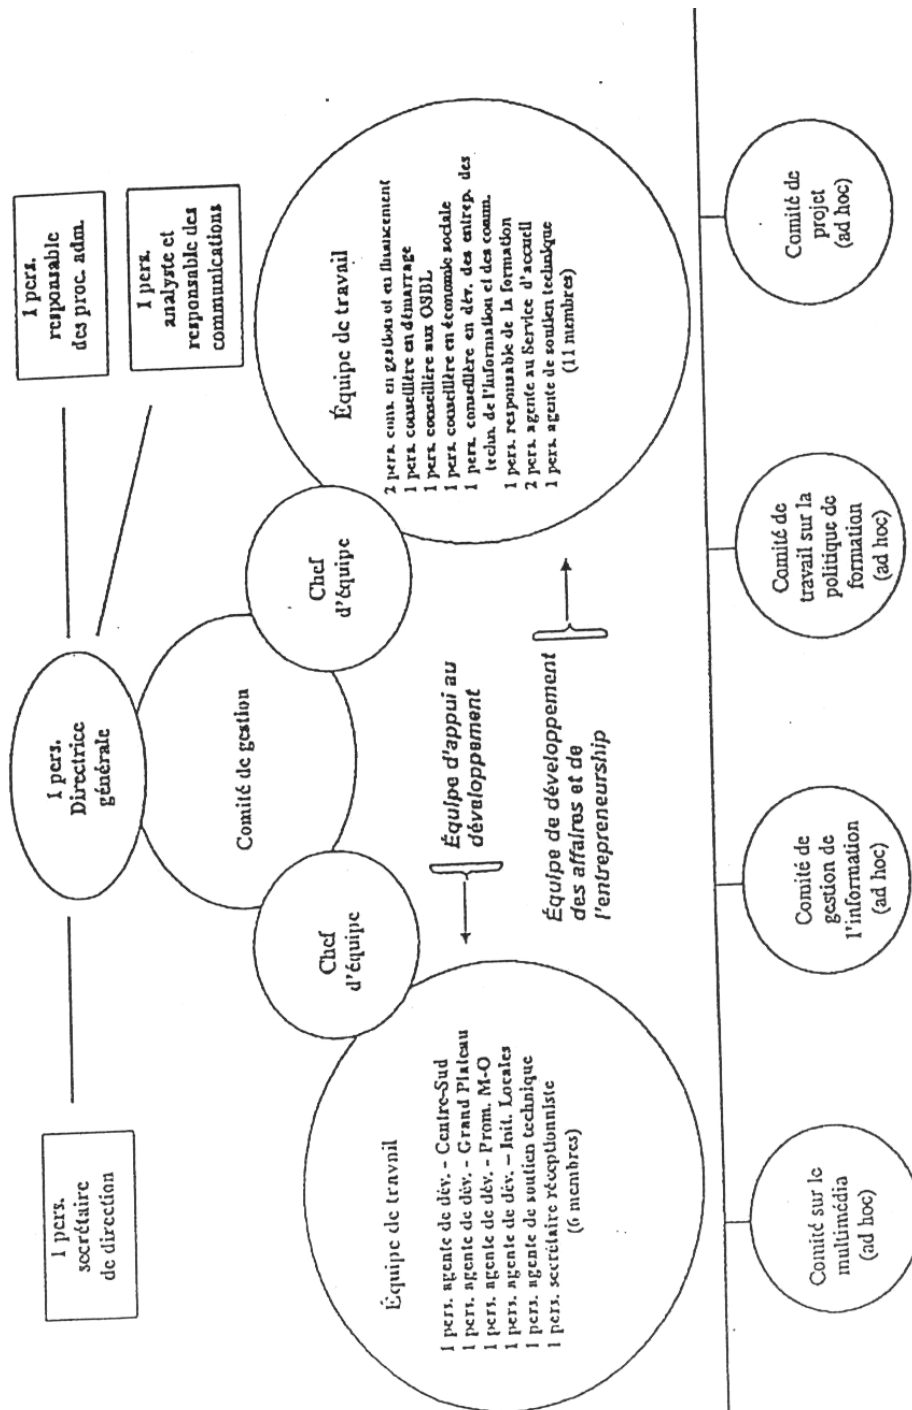 1 pers.
secrétaire
de direction
1 pers.
Directrice
générale
1 pers.
responsable
des proc. adm.
1 pers.
analyste et
responsable des
communications
Comité de gestion
Chef
d'équipe
Chef
d'équipe
Équipe de travail
1 pers. agente de dév. - Centre-Sud
1 pers. agente de dév. - Grand Plateau
1 pers. agente de dév. - Prom. M-O
1 pers. agente de dév. - Init. Locales
1 pers. agente de soutien technique
1 pers. secrétaire réceptionniste
(6 membres)
Équipe d'appui au
développement
Équipe de développement
des affaires et de
l'entrepreneurship
Équipe de travail
2 pers. cons. en gestion et en financement
1 pers. conseillère en démarrage
1 pers. conseillère aux OSBL
1 pers. conseillère en économie sociale
1 pers. conseillère en dév. des entrep. des
techn. de l'information et des comm.
1 pers. responsable de la formation
2 pers. agente au Service d'accueil
1 pers. agente de soutien technique
(11 membres)
Comité sur le
multimédia
(ad hoc)
Comité de
gestion de
l'information
(ad hoc)
Comité de
travail sur la
politique de
formation
(ad hoc)
Comité de
projet
(ad hoc)